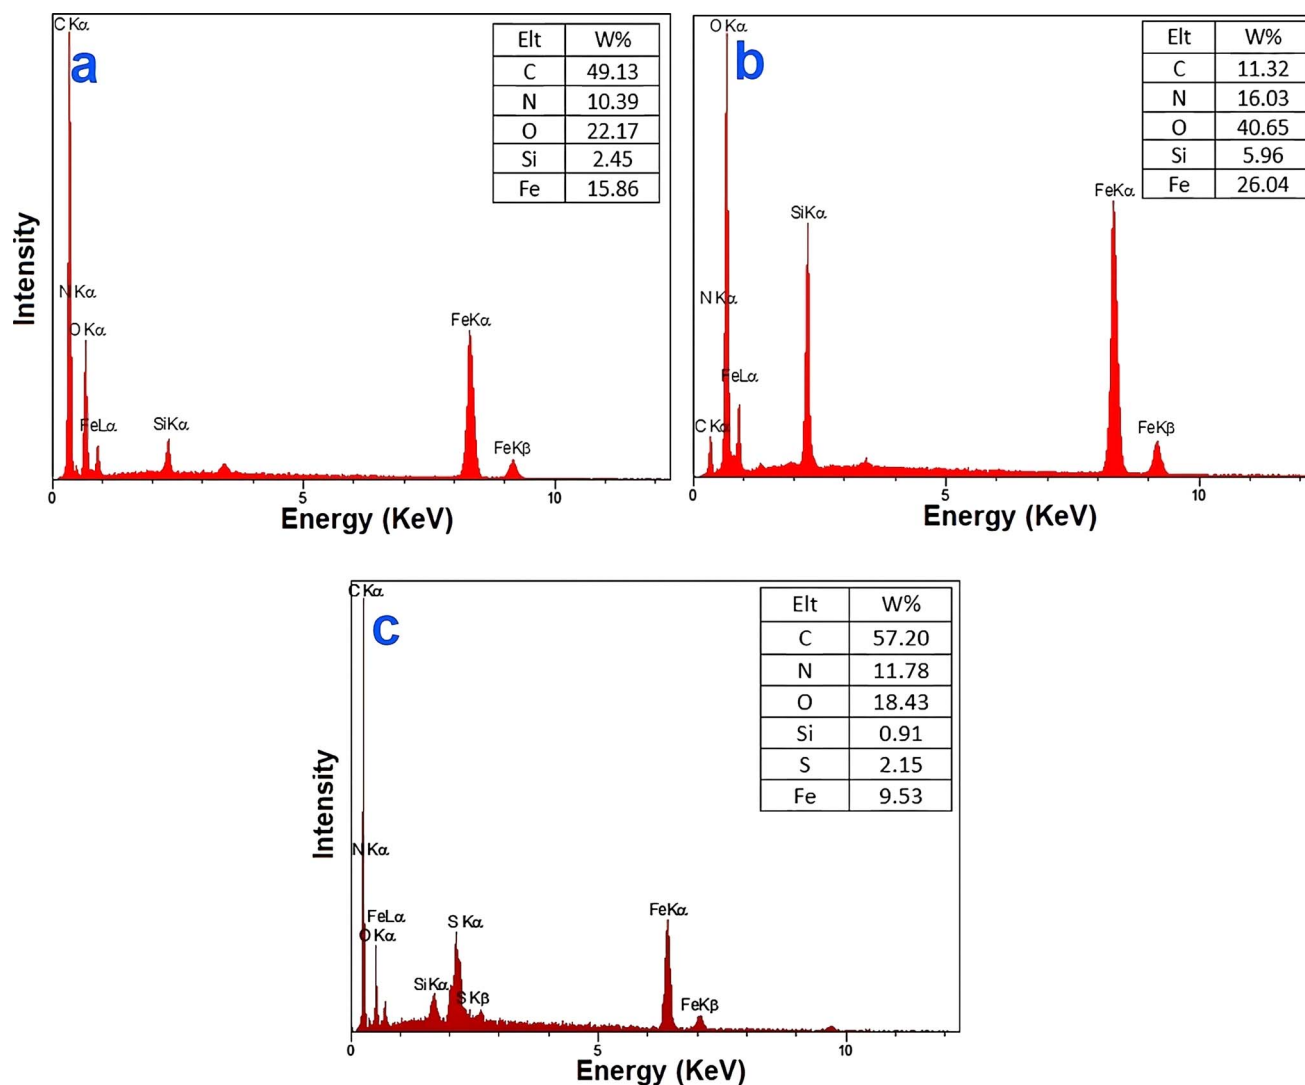 a
C Kα
N Kα
O Kα
FeLα
SiKα
FeKα
FeKβ
Elt W%
C 49.13
N 10.39
O 22.17
Si 2.45
Fe 15.86
Intensity
0 5 10
Energy (KeV)
b
O Kα
N Kα
FeLα
C Kα
SiKα
FeKα
FeKβ
Elt W%
C 11.32
N 16.03
O 40.65
Si 5.96
Fe 26.04
0 5 10
Energy (KeV)
c
C Kα
N Kα
FeLα
O Kα
SiKα
S Kα
S Kβ
FeKα
FeKβ
Elt W%
C 57.20
N 11.78
O 18.43
Si 0.91
S 2.15
Fe 9.53
Intensity
0 5 10
Energy (KeV)